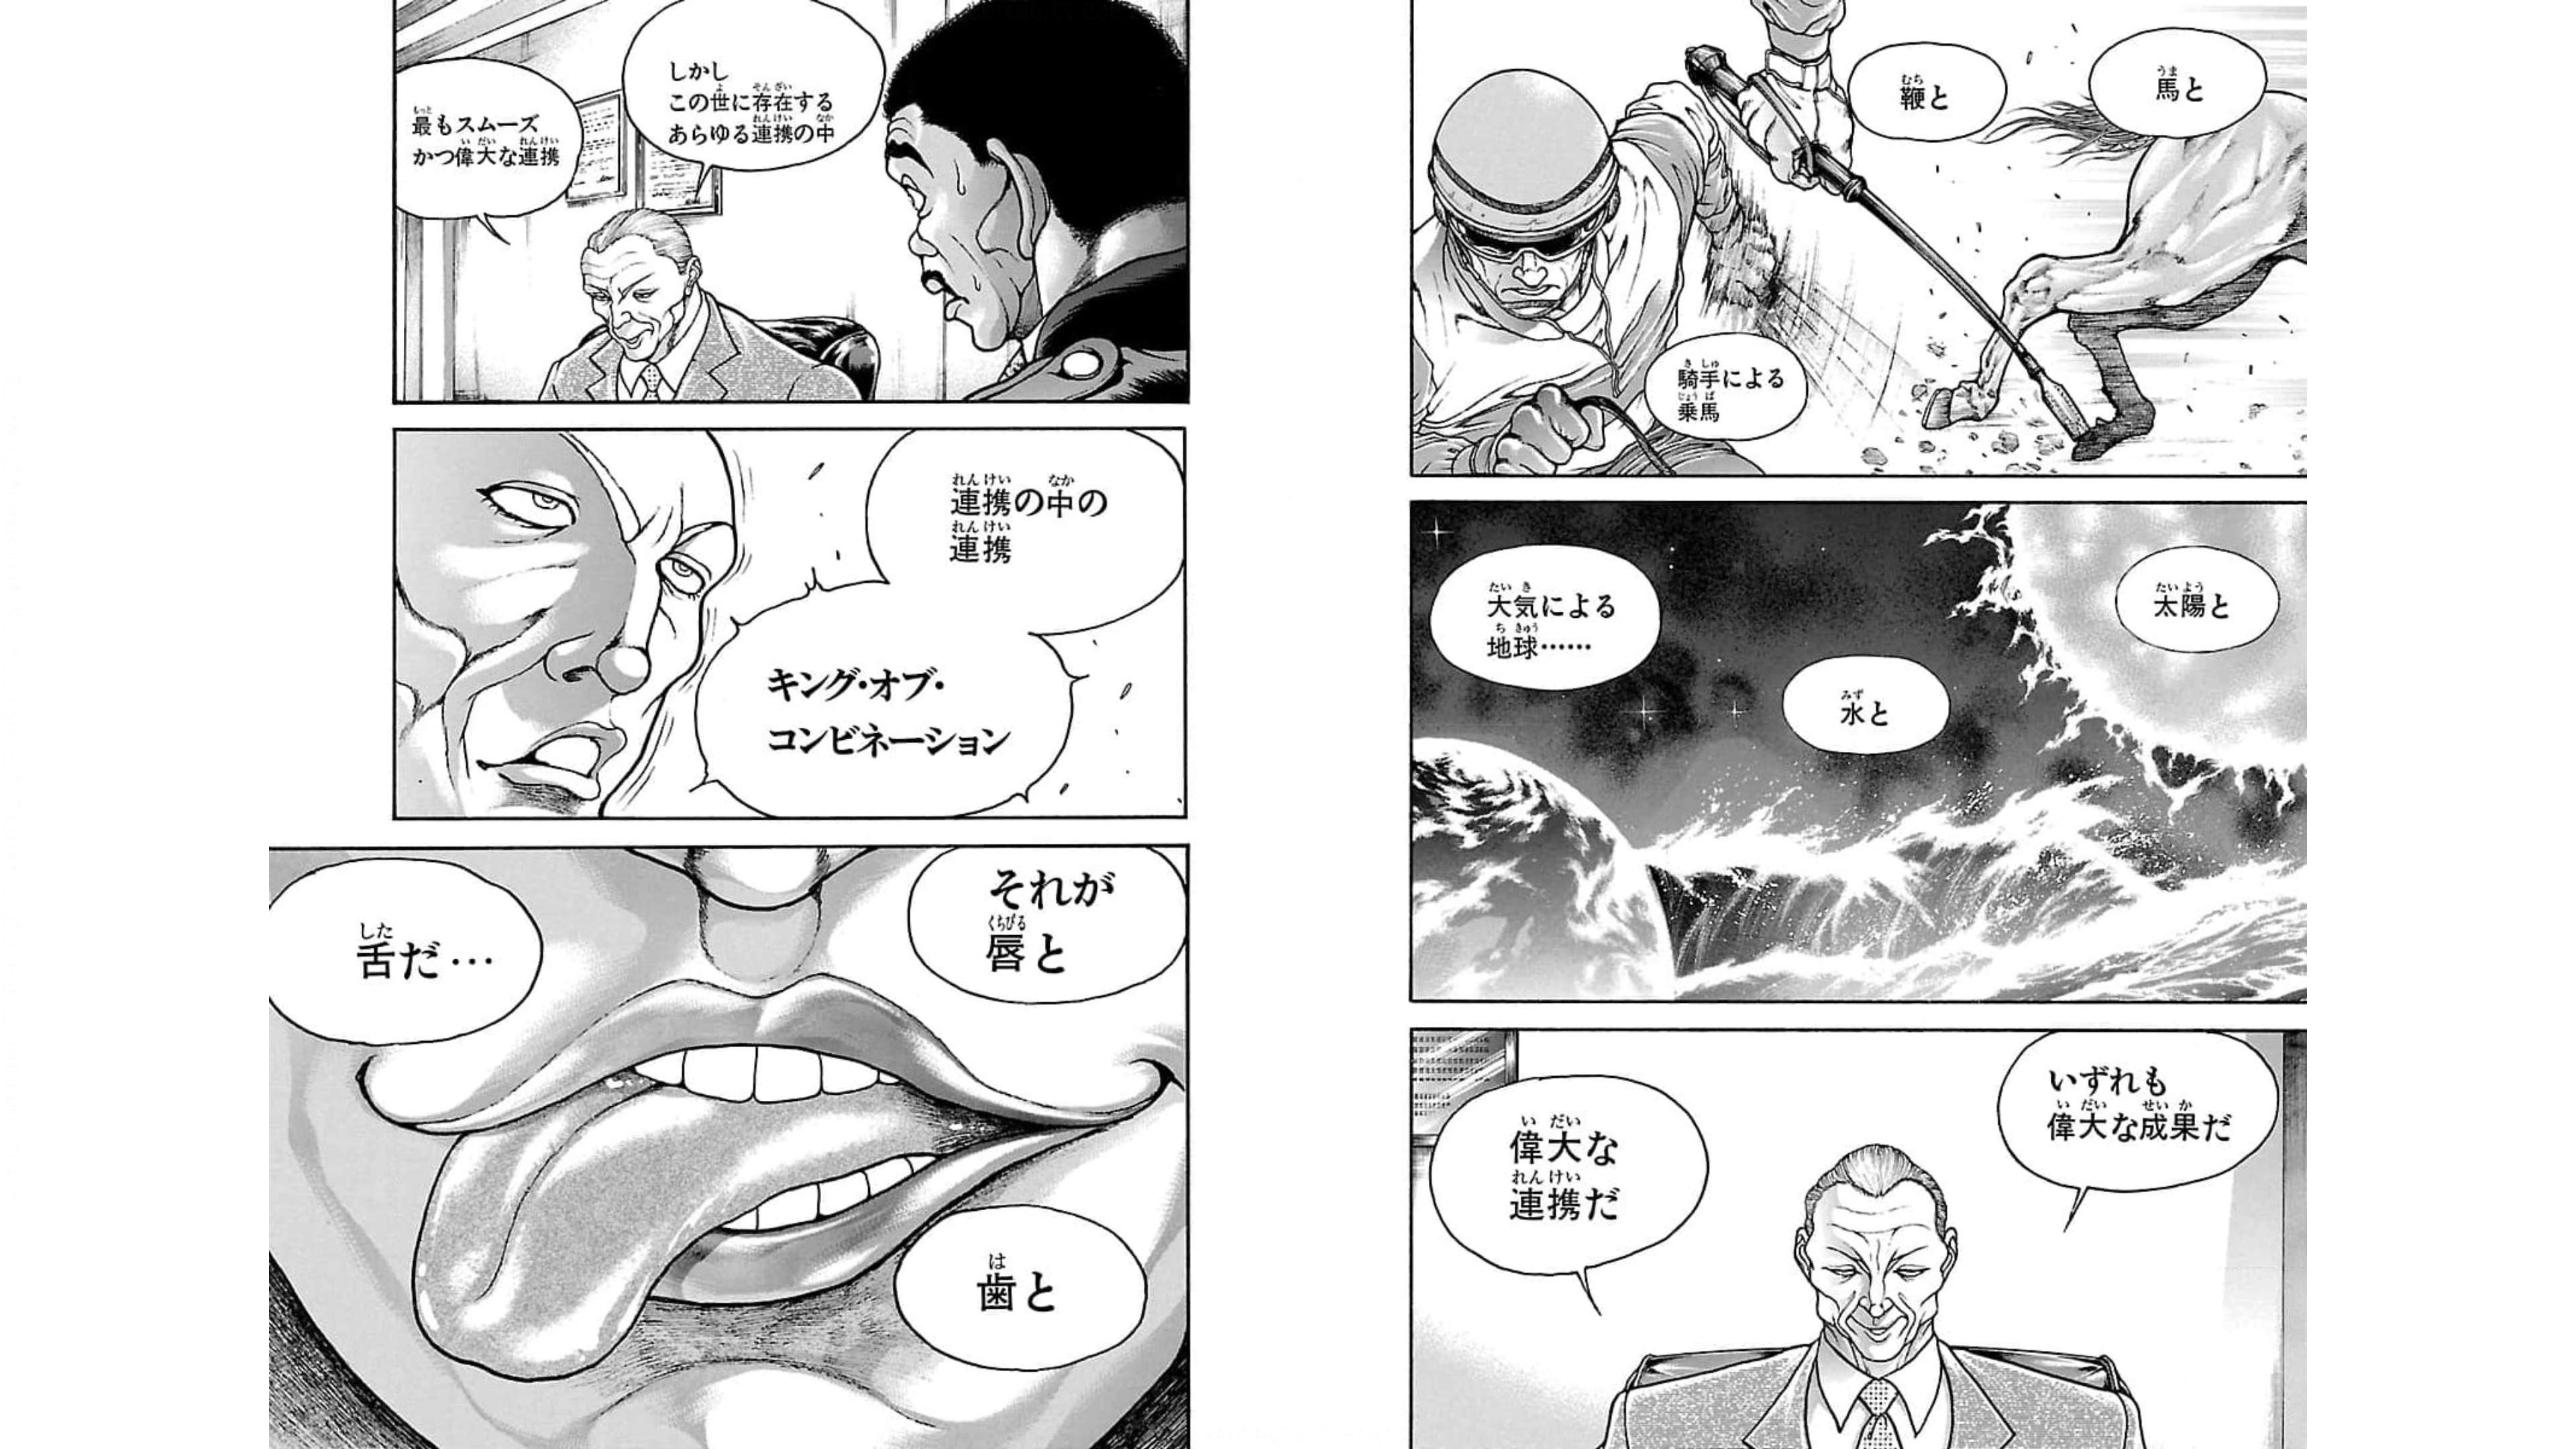 馬と
鞭と
騎手による
乗馬
太陽と
水と
大気による
地球……
いずれも
偉大な成果だ
偉大な
連携だ
しかし
この世に存在する
あらゆる連携の中
最もスムーズ
かつ偉大な連携
連携の中の
連携
キング・オブ・
コンビネーション
それが
唇と
歯と
舌だ…